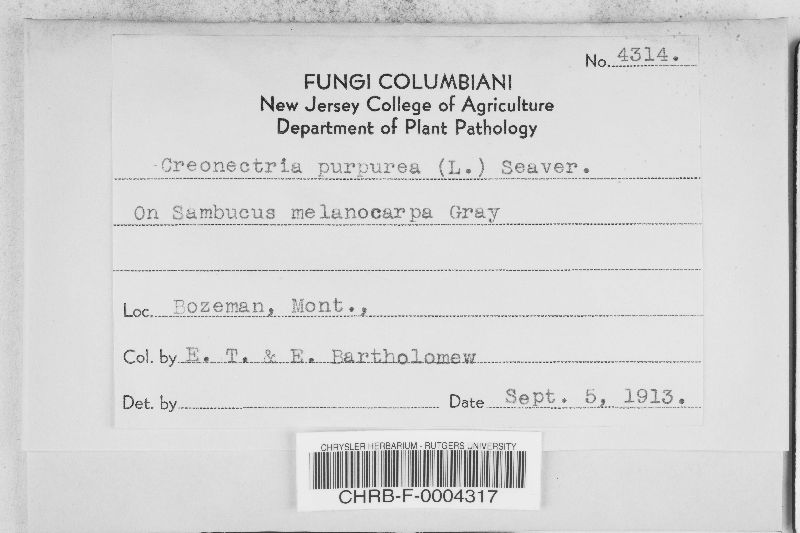 No. 4314.
FUNGI COLUMBIANI
New Jersey College of Agriculture
Department of Plant Pathology
Creonectria purpurea (L.) Seaver.
On Sambucus melanocarpa Gray
Loc. Bozeman, Mont.,
Col. by E. T. & E. Bartholomew
Det. by
Date Sept. 5, 1913.
CHRYSLER HERBARIUM - RUTGERS UNIVERSITY
CHRB-F-0004317